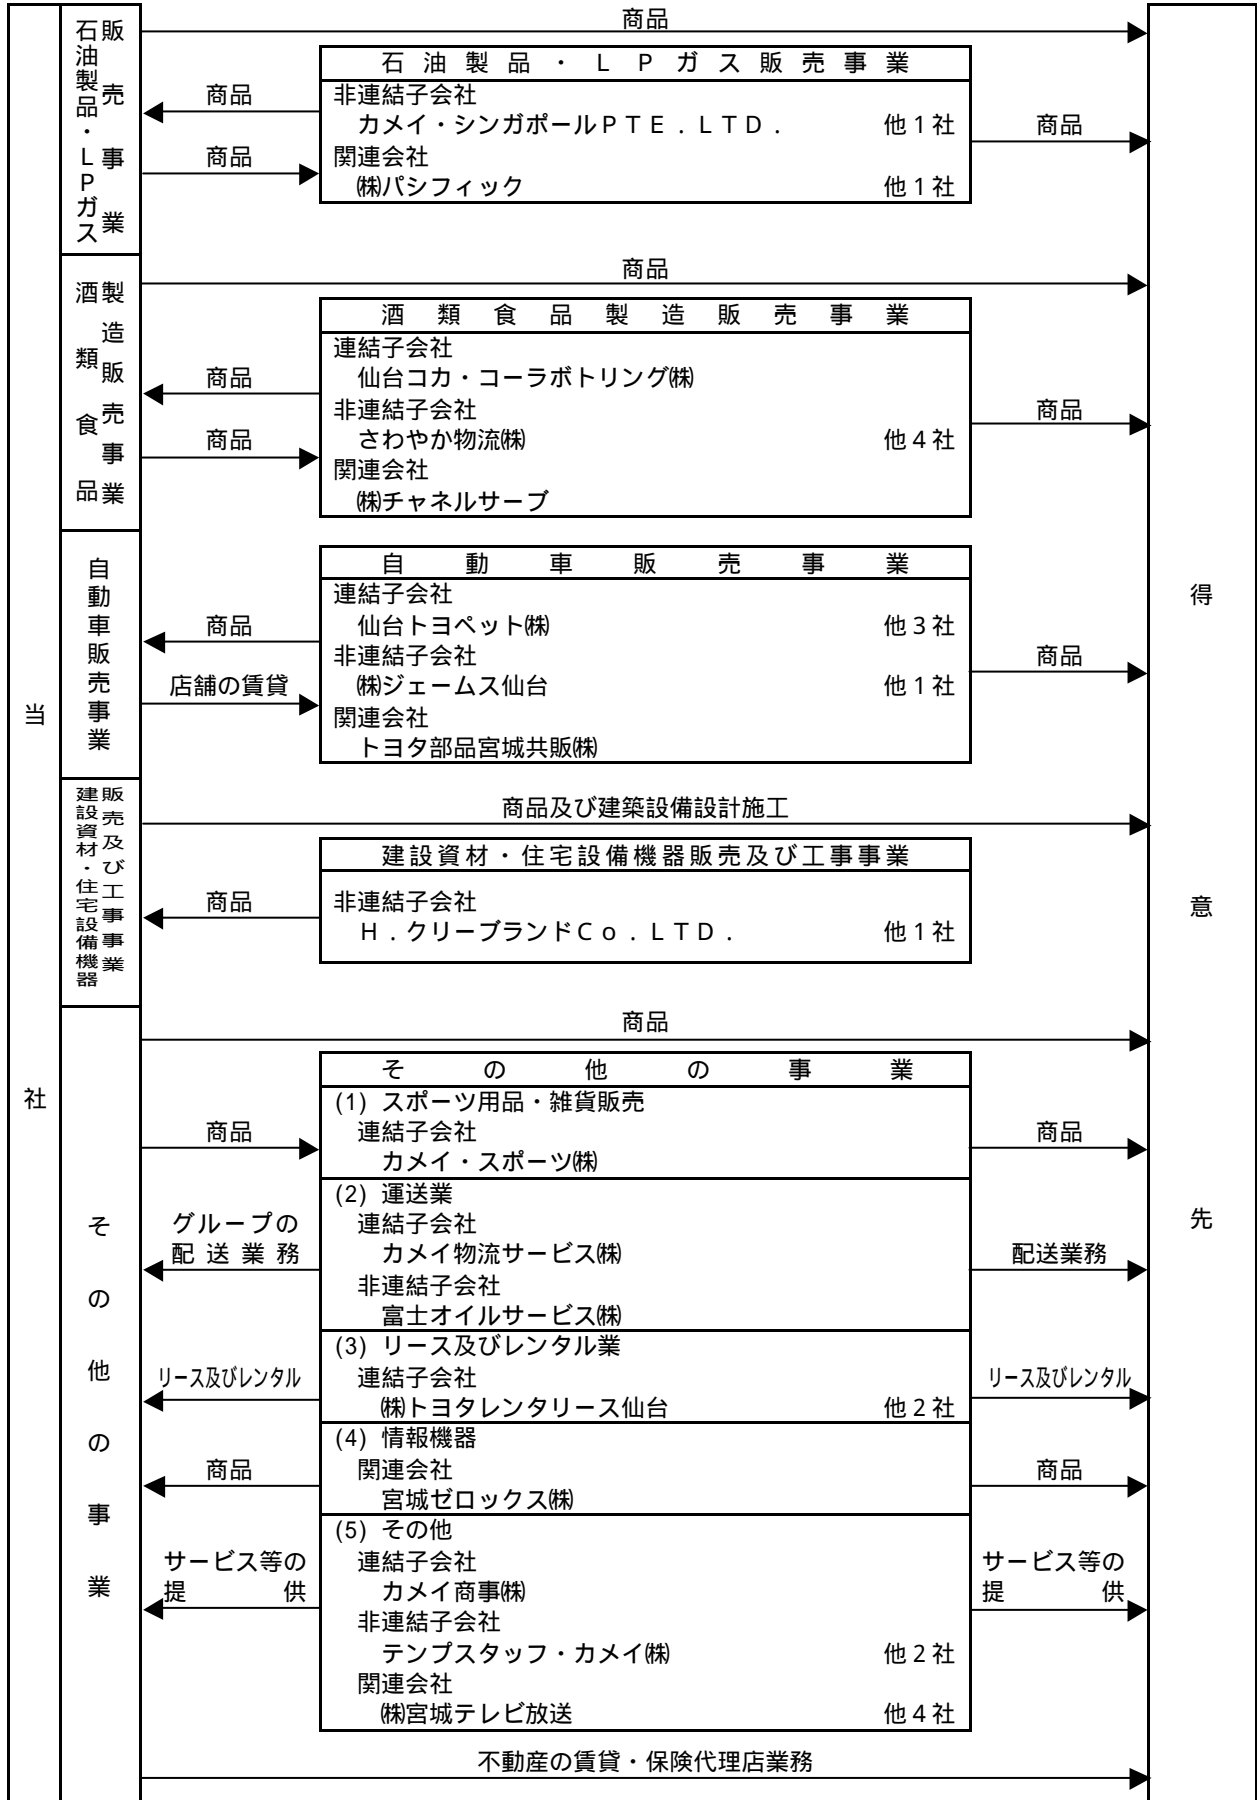 当社
石油製品・LPガス
販売事業
商品
石油製品・LPガス販売事業
商品
商品
非連結子会社
カメイ・シンガポールPTE.LTD. 他1社
関連会社
㈱パシフィック 他1社
商品
酒類食品
製造販売事業
商品
酒類食品製造販売事業
商品
商品
連結子会社
仙台コカ・コーラボトリング㈱
非連結子会社
さわやか物流㈱ 他4社
関連会社
㈱チャネルサーブ
商品
自動車販売事業
自動車販売事業
商品
店舗の賃貸
連結子会社
仙台トヨペット㈱ 他3社
非連結子会社
㈱ジェームス仙台 他1社
関連会社
トヨタ部品宮城共販㈱
商品
建設資材・住宅設備機器
販売及び工事事業
商品及び建築設備設計施工
建設資材・住宅設備機器販売及び工事事業
商品
非連結子会社
H.クリーブランドCo.LTD. 他1社
その他の事業
商品
その他の事業
商品
(1) スポーツ用品・雑貨販売
連結子会社
カメイ・スポーツ㈱
商品
グループの
配送業務
(2) 運送業
連結子会社
カメイ物流サービス㈱
非連結子会社
富士オイルサービス㈱
配送業務
リース及びレンタル
(3) リース及びレンタル業
連結子会社
㈱トヨタレンタリース仙台 他2社
リース及びレンタル
商品
(4) 情報機器
関連会社
宮城ゼロックス㈱
商品
サービス等の
提供
(5) その他
連結子会社
カメイ商事㈱
非連結子会社
テンプスタッフ・カメイ㈱ 他2社
関連会社
㈱宮城テレビ放送 他4社
サービス等の
提供
不動産の賃貸・保険代理店業務
得意先